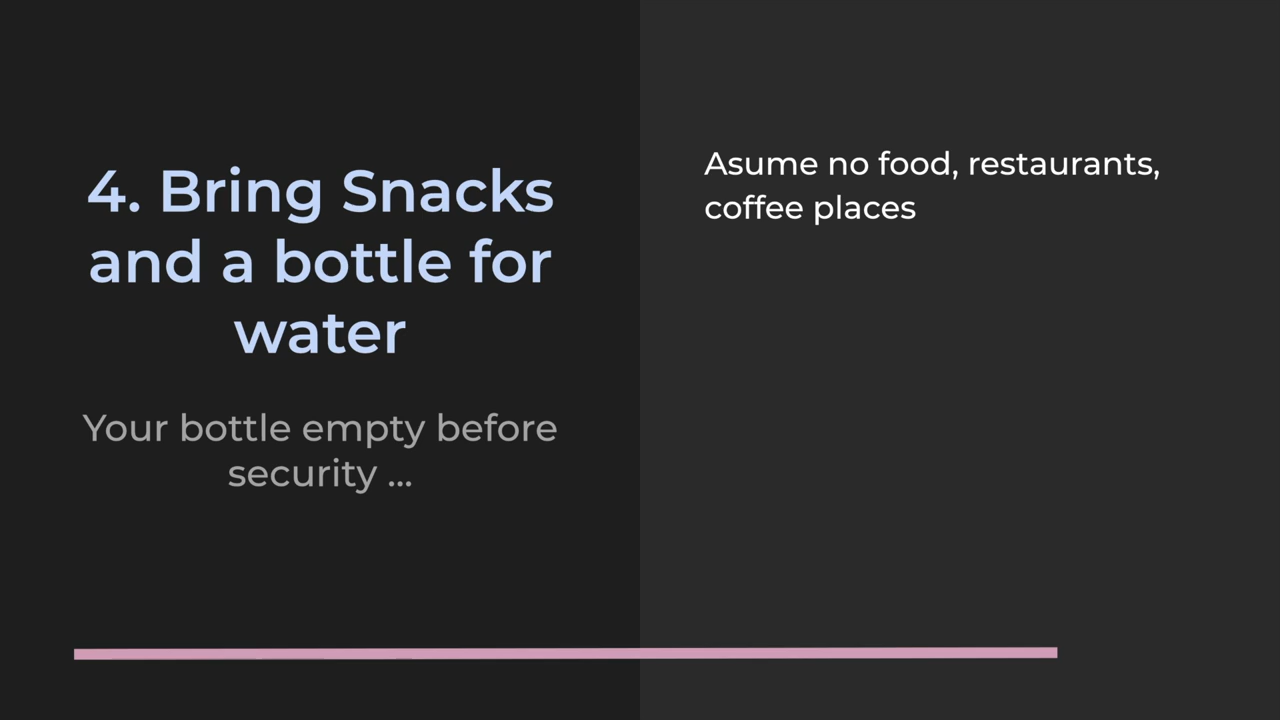 4. Bring Snacks
and a bottle for
water
Your bottle empty before
security ...
Asume no food, restaurants,
coffee places